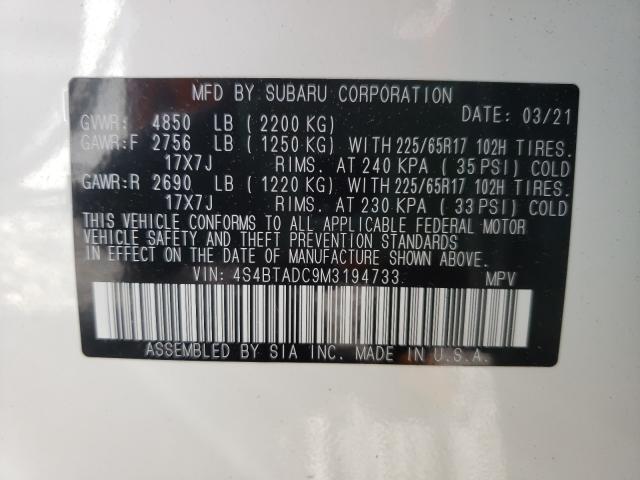 MFD BY SUBARU CORPORATION
DATE: 03/21
GVWR: 4850 LB (2200 KG)
GAWR:F 2756 LB (1250 KG) WITH 225/65R17 102H TIRES.
17X7J RIMS. AT 240 KPA (35 PSI) COLD
GAWR:R 2690 LB (1220 KG) WITH 225/65R17 102H TIRES.
17X7J RIMS. AT 230 KPA (33 PSI) COLD
THIS VEHICLE CONFORMS TO ALL APPLICABLE FEDERAL MOTOR
VEHICLE SAFETY AND THEFT PREVENTION STANDARDS
IN EFFECT ON THE DATE OF MANUFACTURE SHOWN ABOVE.
VIN: 4S4BTADC9M3194733 MPV
ASSEMBLED BY SIA INC. MADE IN U.S.A.